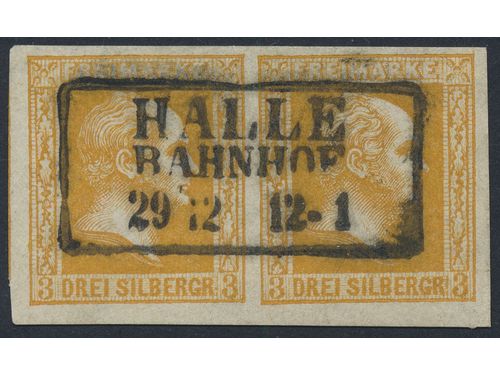 FREIMARKE FREIMARKE
HALLE
BAHNHOF
29 12 12-1
3 DREI SILBERGR. 3 3 DREI SILBERGR. 3